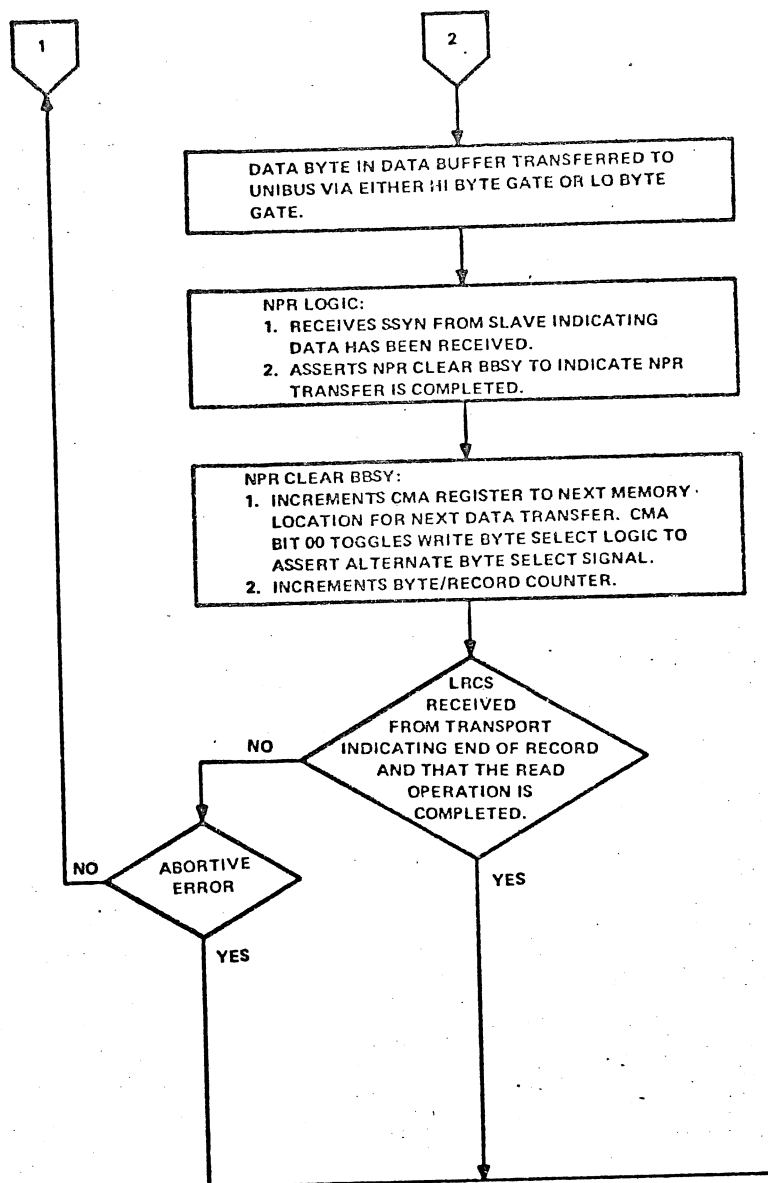 1
2
DATA BYTE IN DATA BUFFER TRANSFERRED TO
UNIBUS VIA EITHER HI BYTE GATE OR LO BYTE
GATE.
NPR LOGIC:
1. RECEIVES SSYN FROM SLAVE INDICATING
DATA HAS BEEN RECEIVED.
2. ASSERTS NPR CLEAR BBSY TO INDICATE NPR
TRANSFER IS COMPLETED.
NPR CLEAR BBSY:
1. INCREMENTS CMA REGISTER TO NEXT MEMORY
LOCATION FOR NEXT DATA TRANSFER. CMA
BIT 00 TOGGLES WRITE BYTE SELECT LOGIC TO
ASSERT ALTERNATE BYTE SELECT SIGNAL.
2. INCREMENTS BYTE/RECORD COUNTER.
LRCS
RECEIVED
FROM TRANSPORT
INDICATING END OF RECORD
AND THAT THE READ
OPERATION IS
COMPLETED.
NO
YES
ABORTIVE
ERROR
NO
YES